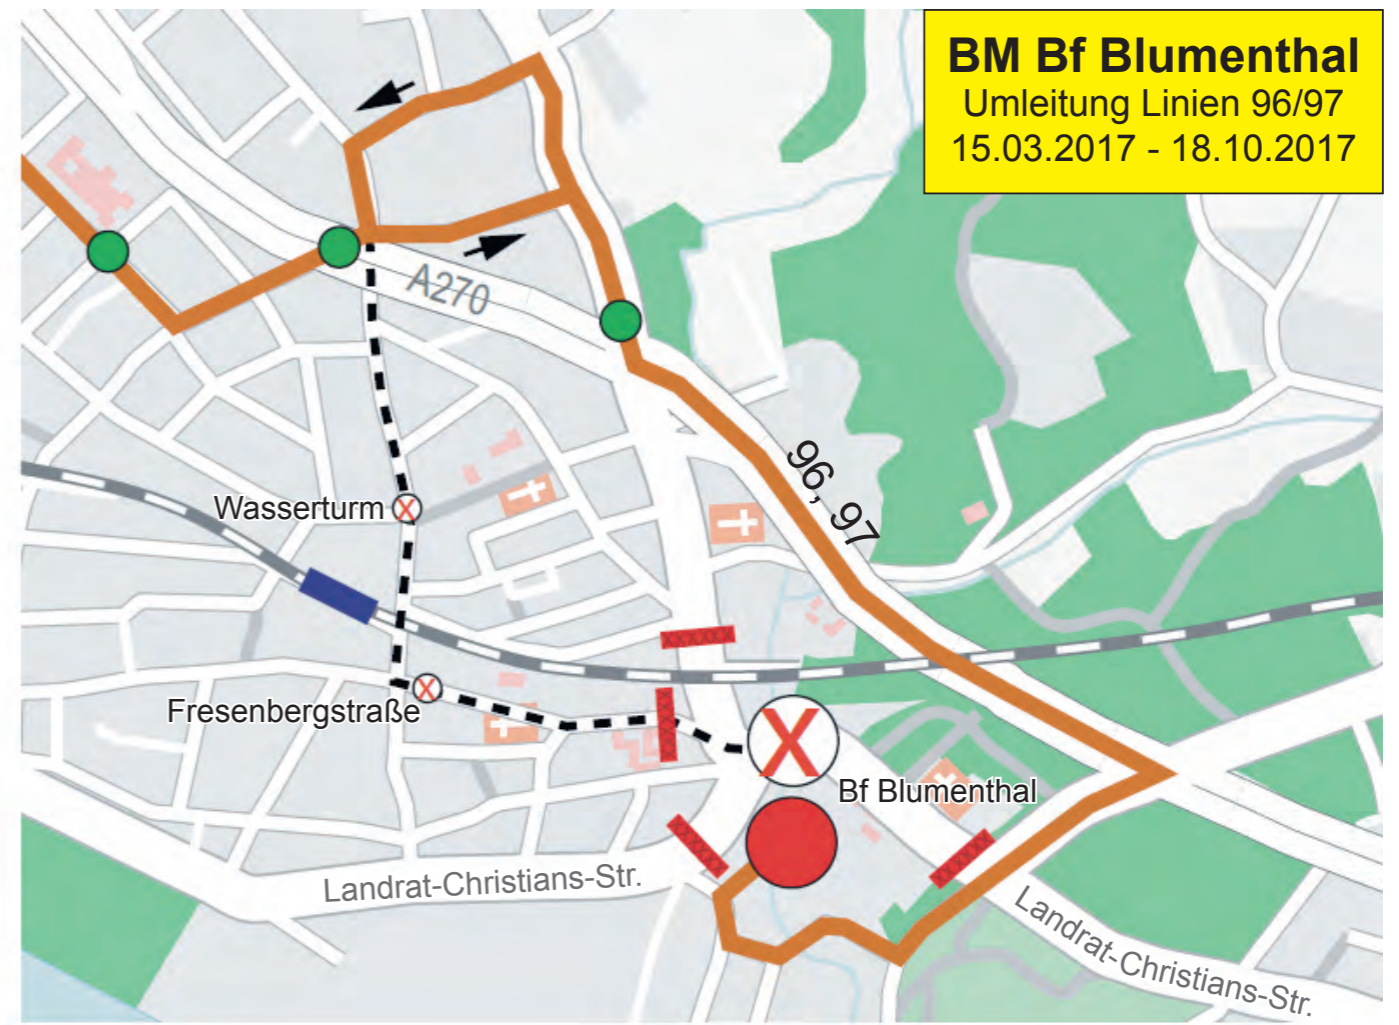 BM Bf Blumenthal
Umleitung Linien 96/97
15.03.2017 - 18.10.2017
A270
96, 97
Wasserturm
X
Fresenbergstraße
X
X
Bf Blumenthal
Landrat-Christians-Str.
Landrat-Christians-Str.